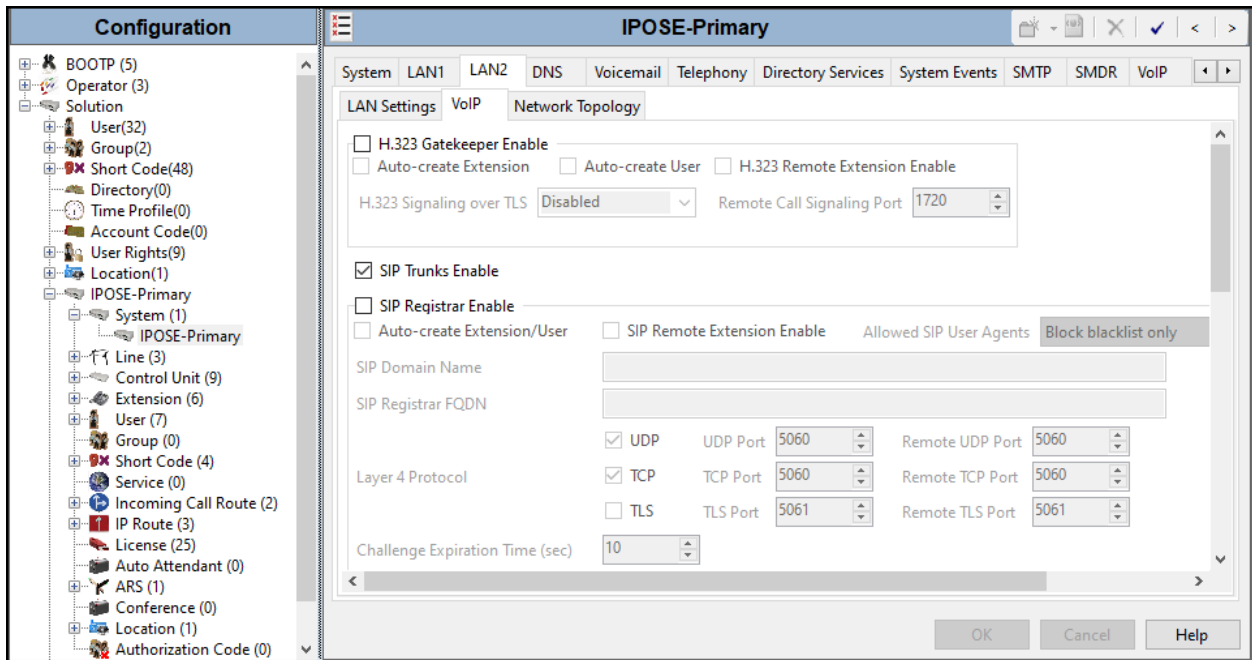 Configuration
BOOTP (5)
Operator (3)
Solution
User(32)
Group(2)
Short Code(48)
Directory(0)
Time Profile(0)
Account Code(0)
User Rights(9)
Location(1)
IPOSE-Primary
System (1)
IPOSE-Primary
Line (3)
Control Unit (9)
Extension (6)
User (7)
Group (0)
Short Code (4)
Service (0)
Incoming Call Route (2)
IP Route (3)
License (25)
Auto Attendant (0)
ARS (1)
Conference (0)
Location (1)
Authorization Code (0)
IPOSE-Primary
System LAN1 LAN2 DNS Voicemail Telephony Directory Services System Events SMTP SMDR VoIP
LAN Settings VoIP Network Topology
H.323 Gatekeeper Enable
Auto-create Extension Auto-create User H.323 Remote Extension Enable
H.323 Signaling over TLS Disabled Remote Call Signaling Port 1720
SIP Trunks Enable
SIP Registrar Enable
Auto-create Extension/User SIP Remote Extension Enable Allowed SIP User Agents Block blacklist only
SIP Domain Name
SIP Registrar FQDN
UDP UDP Port 5060 Remote UDP Port 5060
Layer 4 Protocol TCP TCP Port 5060 Remote TCP Port 5060
TLS TLS Port 5061 Remote TLS Port 5061
Challenge Expiration Time (sec) 10
OK Cancel Help